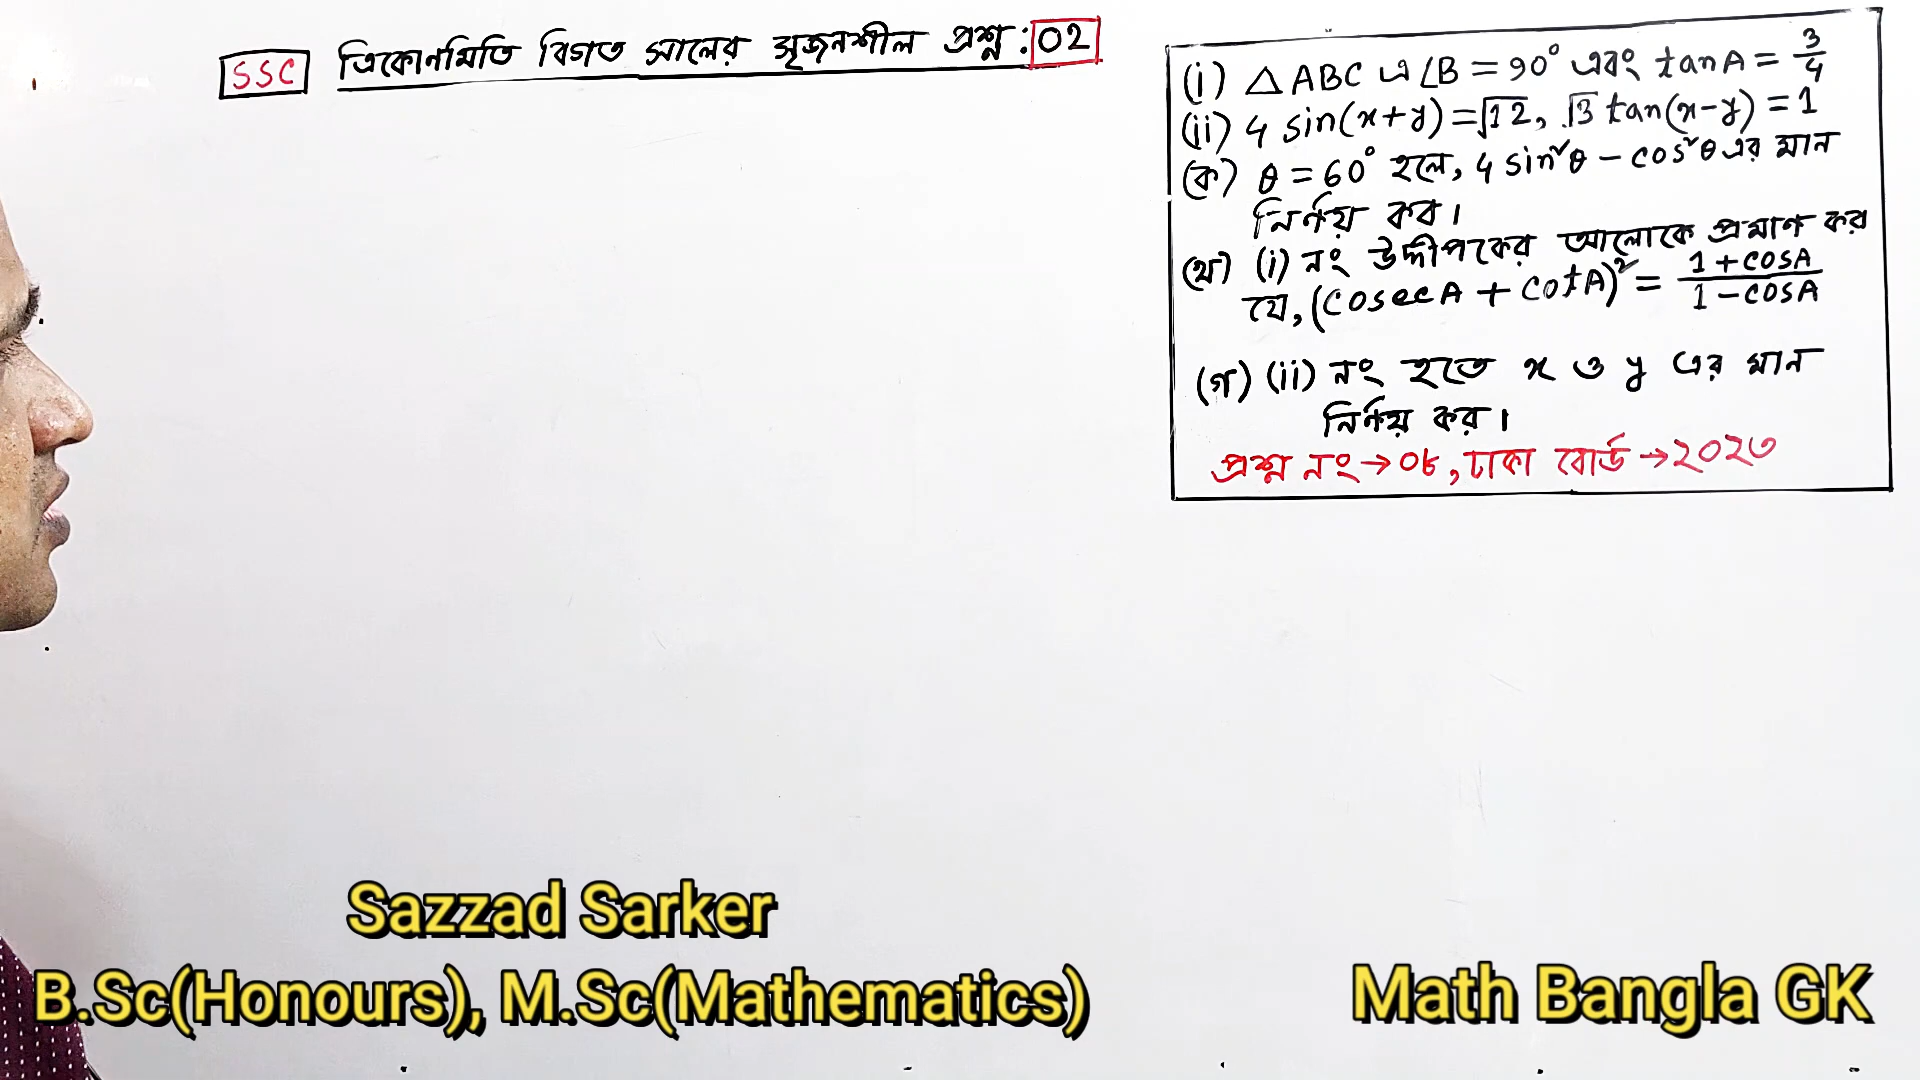 SSC ত্রিকোণমিতি বিগত সালের সৃজনশীল প্রশ্ন: 02
(i) △ABC এ ∠B = 90° এবং tanA = 3/4
(ii) 4 sin(x+y) = √12, √3 tan(x-y) = 1
(ক) θ = 60° হলে, 4 sin²θ - cos²θ এর মান
নির্ণয় কর।
(খ) (i) নং উদ্দীপকের আলোকে প্রমাণ কর
যে, (cosecA + cotA)² = (1+cosA)/(1-cosA)
(গ) (ii) নং হতে x ও y এর মান
নির্ণয় কর।
প্রশ্ন নং→০৮, ঢাকা বোর্ড →২০২৩
Sazzad Sarker
B.Sc(Honours), M.Sc(Mathematics)
Math Bangla GK